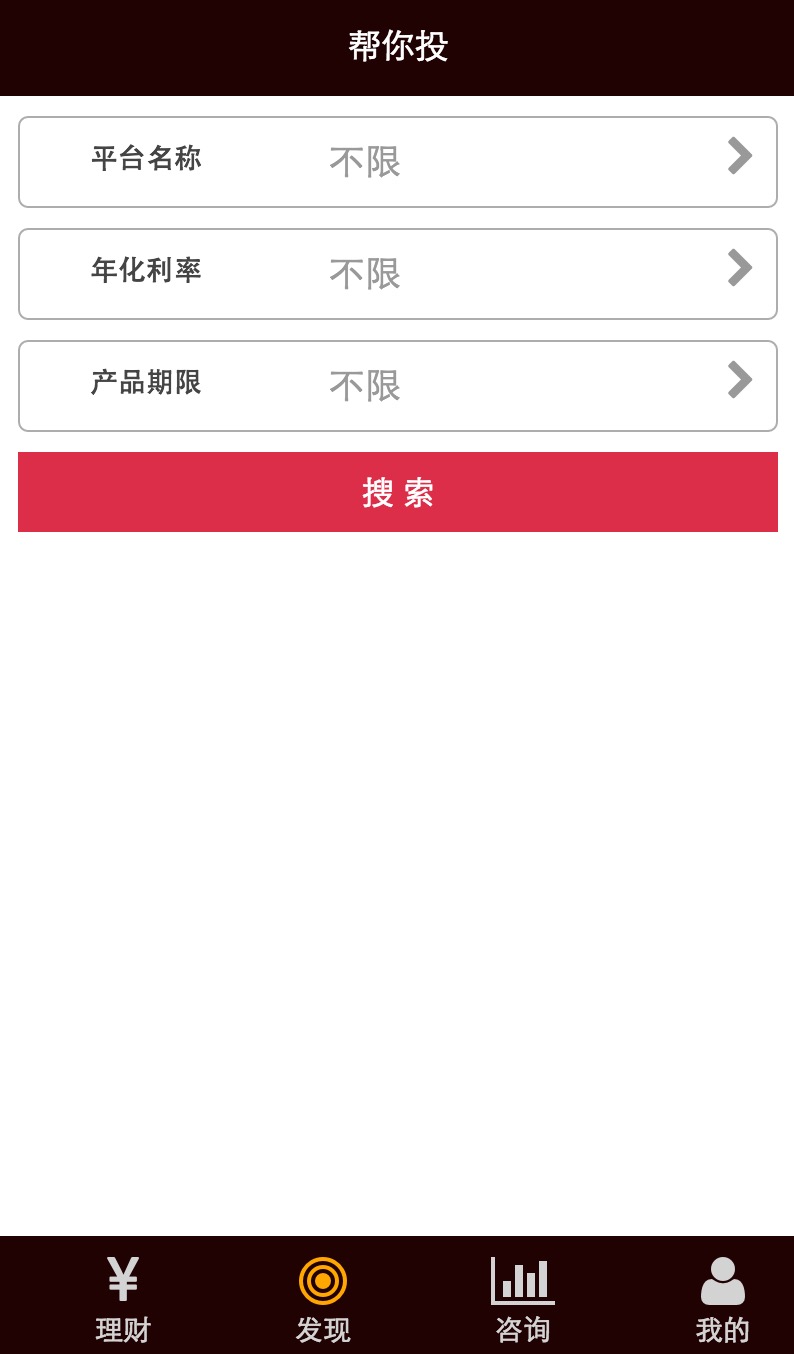 帮你投
平台名称 不限
年化利率 不限
产品期限 不限
搜 索
理财 发现 咨询 我的